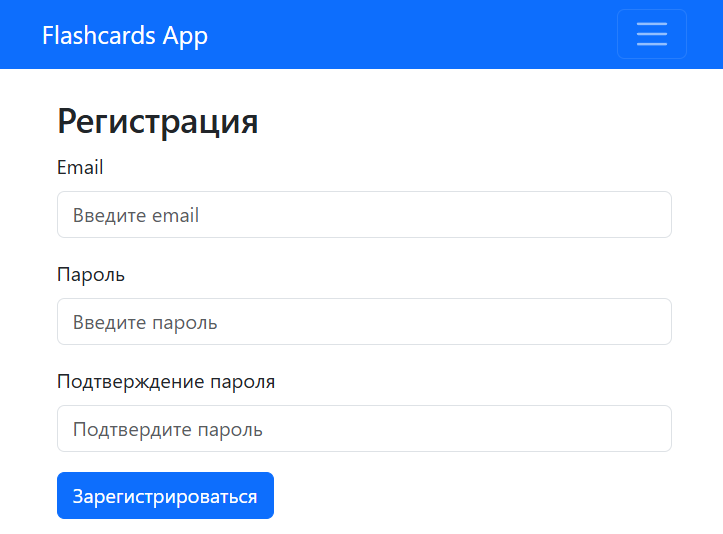 Flashcards App
Регистрация
Email
Введите email
Пароль
Введите пароль
Подтверждение пароля
Подтвердите пароль
Зарегистрироваться